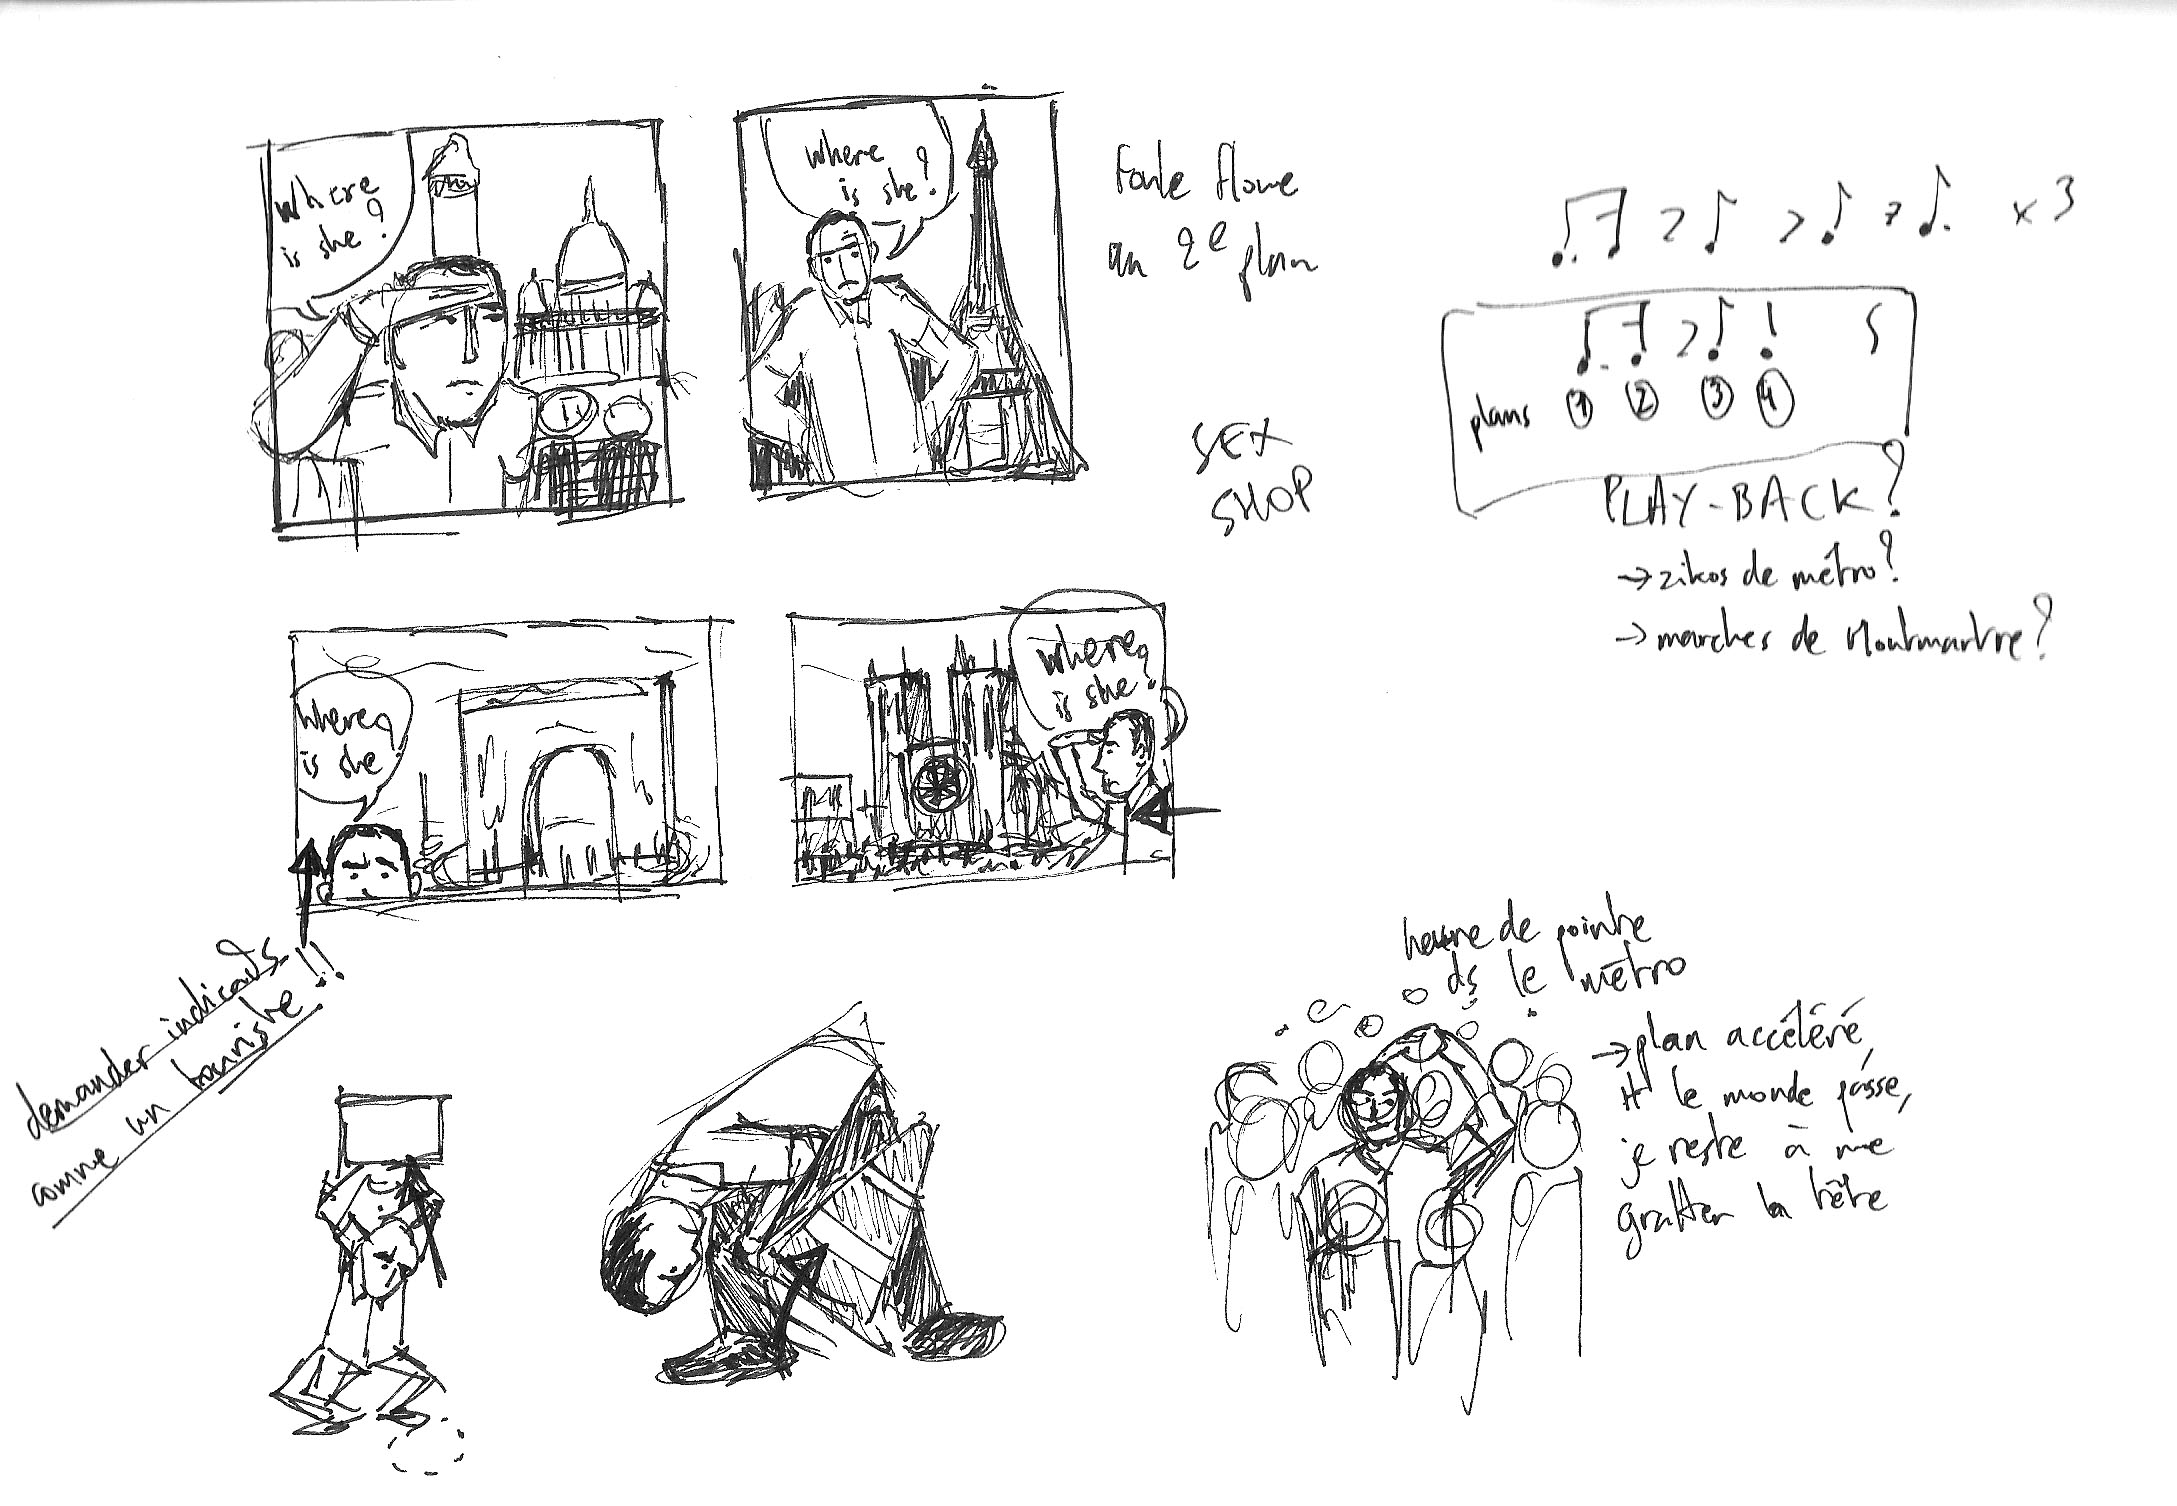 where
is she?
where
is she?
Foule floue
au 2e plan
x 3
plans 1 2 3 4
SEX
SHOP
PLAY-BACK?
→ zikos de métro?
→ marches de Montmartre?
where
is she?
where
is she?
demander indicats
comme un touriste!!
heure de pointe
ds le métro
→ plan accéléré,
tt le monde passe,
je reste à me
gratter la tête